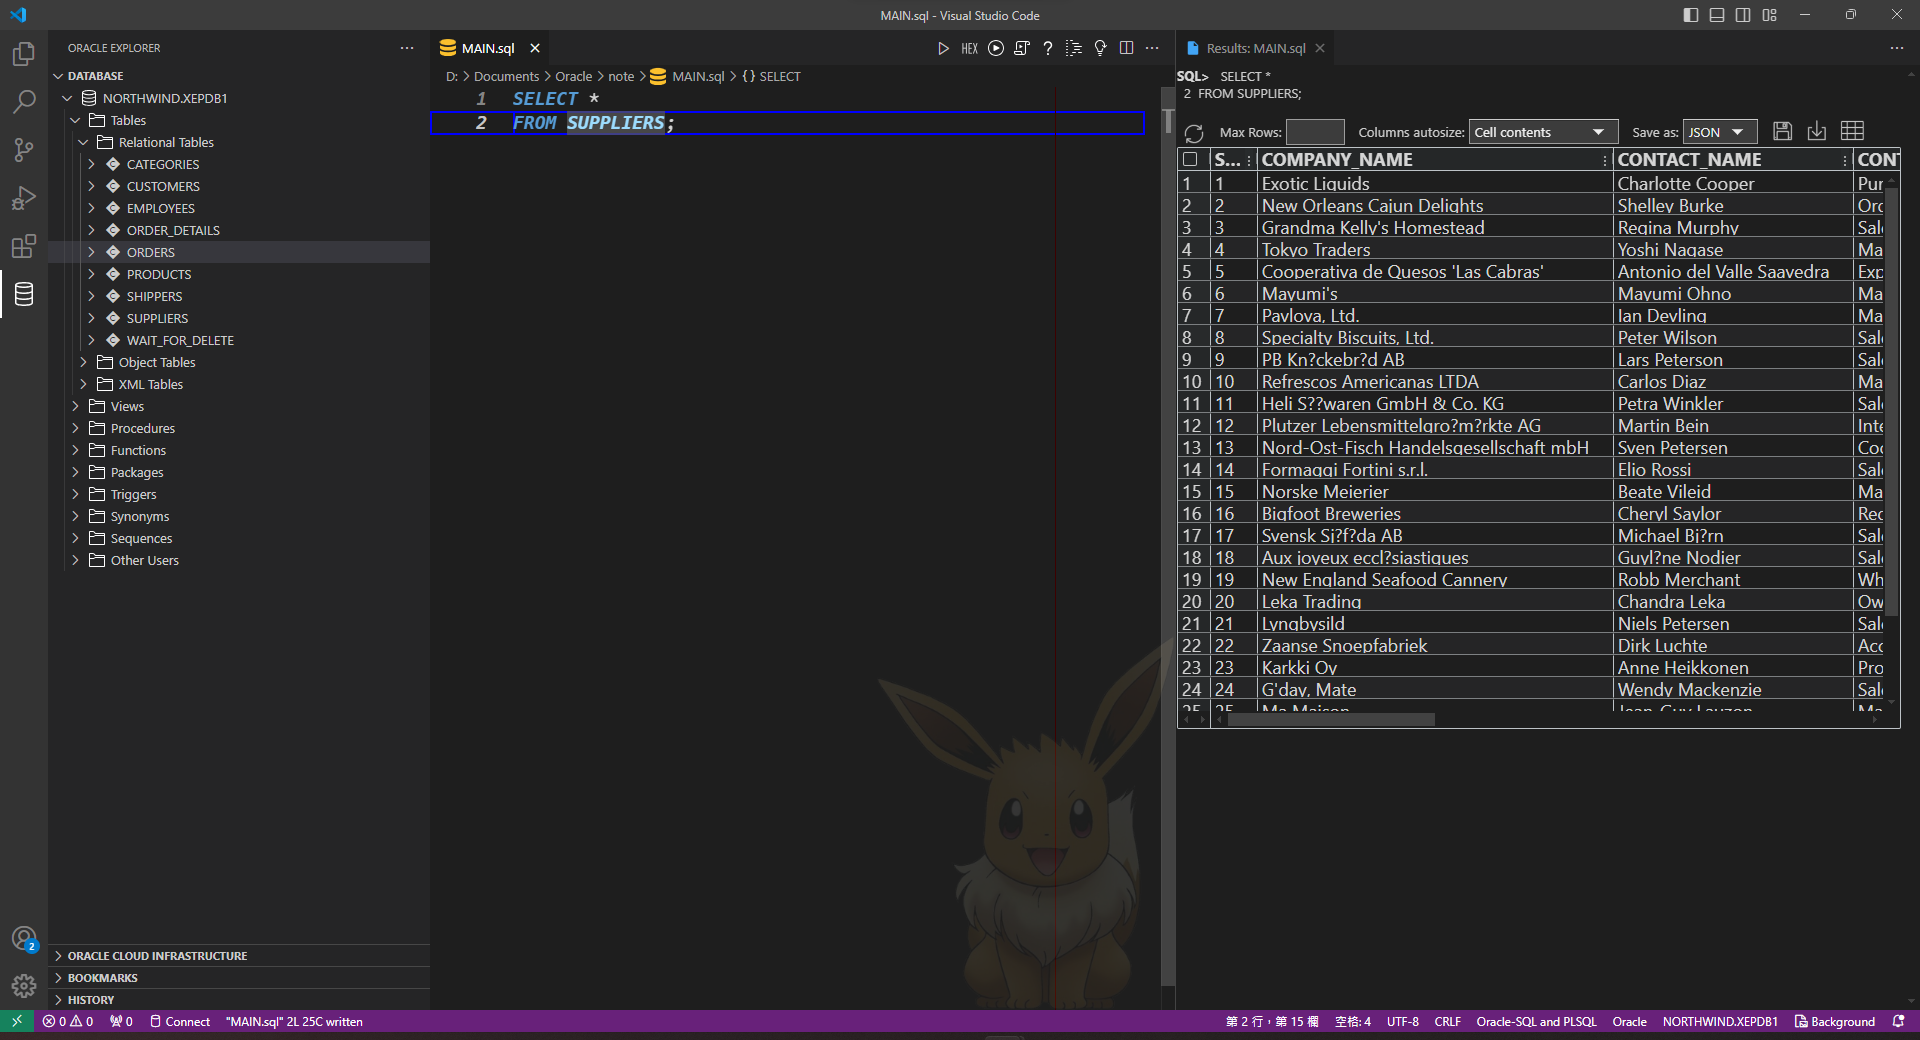 MAIN.sql - Visual Studio Code
ORACLE EXPLORER
DATABASE
NORTHWIND.XEPDB1
Tables
Relational Tables
CATEGORIES
CUSTOMERS
EMPLOYEES
ORDER_DETAILS
ORDERS
PRODUCTS
SHIPPERS
SUPPLIERS
WAIT_FOR_DELETE
Object Tables
XML Tables
Views
Procedures
Functions
Packages
Triggers
Synonyms
Sequences
Other Users
ORACLE CLOUD INFRASTRUCTURE
BOOKMARKS
HISTORY
2
MAIN.sql
HEX
D: > Documents > Oracle > note > MAIN.sql > {} SELECT
1 SELECT *
2 FROM SUPPLIERS;
Results: MAIN.sql
SQL> SELECT *
2 FROM SUPPLIERS;
Max Rows: Columns autosize: Cell contents Save as: JSON
S... COMPANY_NAME CONTACT_NAME CONT
1 1 Exotic Liquids Charlotte Cooper Pur
2 2 New Orleans Cajun Delights Shelley Burke Ord
3 3 Grandma Kelly's Homestead Regina Murphy Sal
4 4 Tokyo Traders Yoshi Nagase Ma
5 5 Cooperativa de Quesos 'Las Cabras' Antonio del Valle Saavedra Exp
6 6 Mayumi's Mayumi Ohno Ma
7 7 Pavlova, Ltd. Ian Devling Ma
8 8 Specialty Biscuits, Ltd. Peter Wilson Sal
9 9 PB Kn?ckebr?d AB Lars Peterson Sal
10 10 Refrescos Americanas LTDA Carlos Diaz Ma
11 11 Heli S??waren GmbH & Co. KG Petra Winkler Sal
12 12 Plutzer Lebensmittelgro?m?rkte AG Martin Bein Inte
13 13 Nord-Ost-Fisch Handelsgesellschaft mbH Sven Petersen Coo
14 14 Formaggi Fortini s.r.l. Elio Rossi Sal
15 15 Norske Meierier Beate Vileid Ma
16 16 Bigfoot Breweries Cheryl Saylor Reg
17 17 Svensk Sj?f?da AB Michael Bj?rn Sal
18 18 Aux joyeux eccl?siastiques Guyl?ne Nodier Sal
19 19 New England Seafood Cannery Robb Merchant Wh
20 20 Leka Trading Chandra Leka Ow
21 21 Lyngbysild Niels Petersen Sal
22 22 Zaanse Snoepfabriek Dirk Luchte Acc
23 23 Karkki Oy Anne Heikkonen Pro
24 24 G'day, Mate Wendy Mackenzie Sal
25 25 Ma Maison Jean-Guy Lauzon Ma
0 0 0 Connect "MAIN.sql" 2L 25C written
第 2 行，第 15 欄 空格: 4 UTF-8 CRLF Oracle-SQL and PLSQL Oracle NORTHWIND.XEPDB1 Background